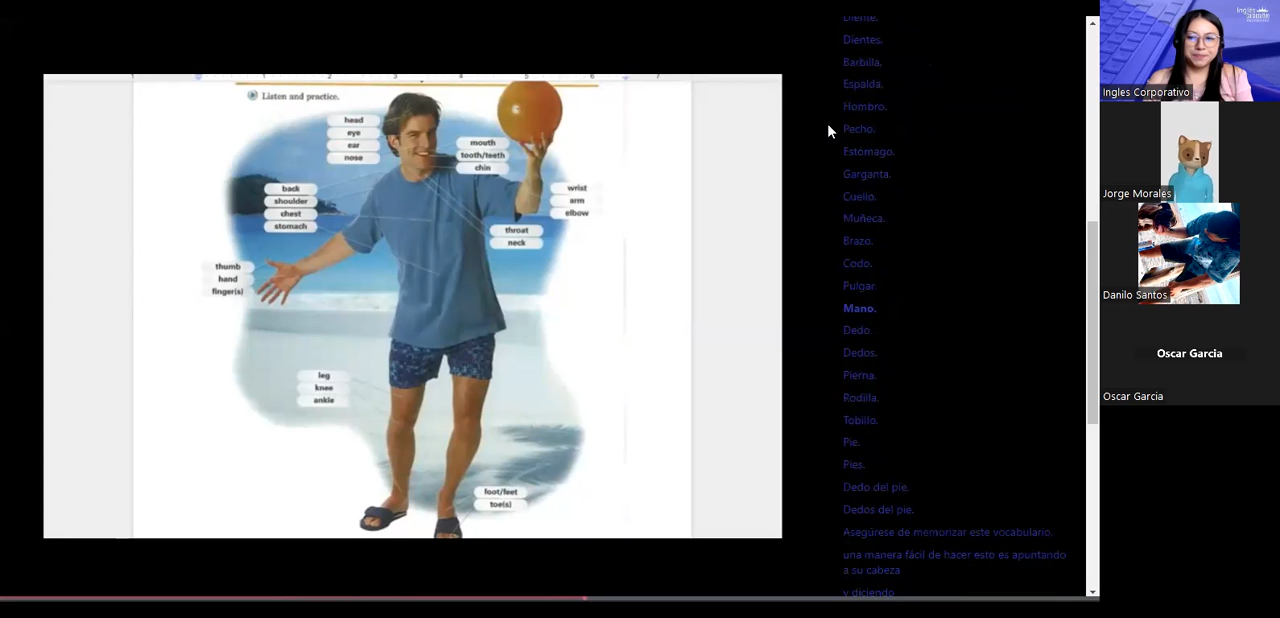 Listen and practice.
head
eye
ear
nose
mouth
tooth/teeth
chin
back
shoulder
chest
stomach
wrist
arm
elbow
throat
neck
thumb
hand
finger(s)
leg
knee
ankle
foot/feet
toe(s)
Diente.
Dientes.
Barbilla.
Espalda.
Hombro.
Pecho.
Estómago.
Garganta.
Cuello.
Muñeca.
Brazo.
Codo.
Pulgar
Mano.
Dedo.
Dedos.
Pierna.
Rodilla.
Tobillo.
Pie.
Pies.
Dedo del pie.
Dedos del pie.
Asegúrese de memorizar este vocabulario.
una manera fácil de hacer esto es apuntando
a su cabeza
y diciendo
Ingles Corporativo
Jorge Morales
Danilo Santos
Oscar Garcia
Oscar Garcia